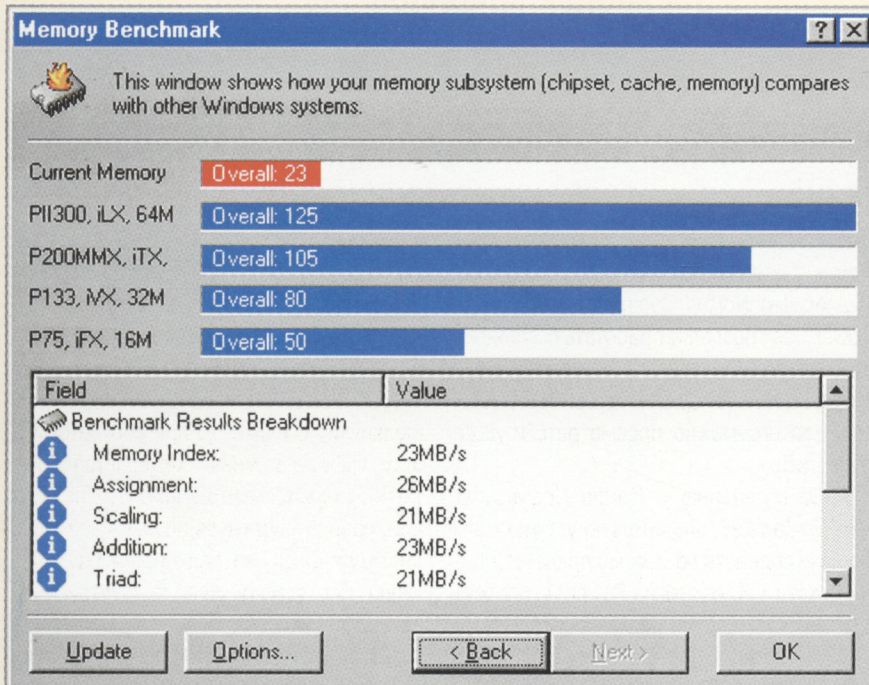 Memory Benchmark
This window shows how your memory subsystem (chipset, cache, memory) compares
with other Windows systems.
Current Memory Overall: 23
PII300, iLX, 64M Overall: 125
P200MMX, iTX, Overall: 105
P133, iVX, 32M Overall: 80
P75, iFX, 16M Overall: 50
Field Value
Benchmark Results Breakdown
Memory Index: 23MB/s
Assignment: 26MB/s
Scaling: 21MB/s
Addition: 23MB/s
Triad: 21MB/s
Update Options... < Back Next > OK